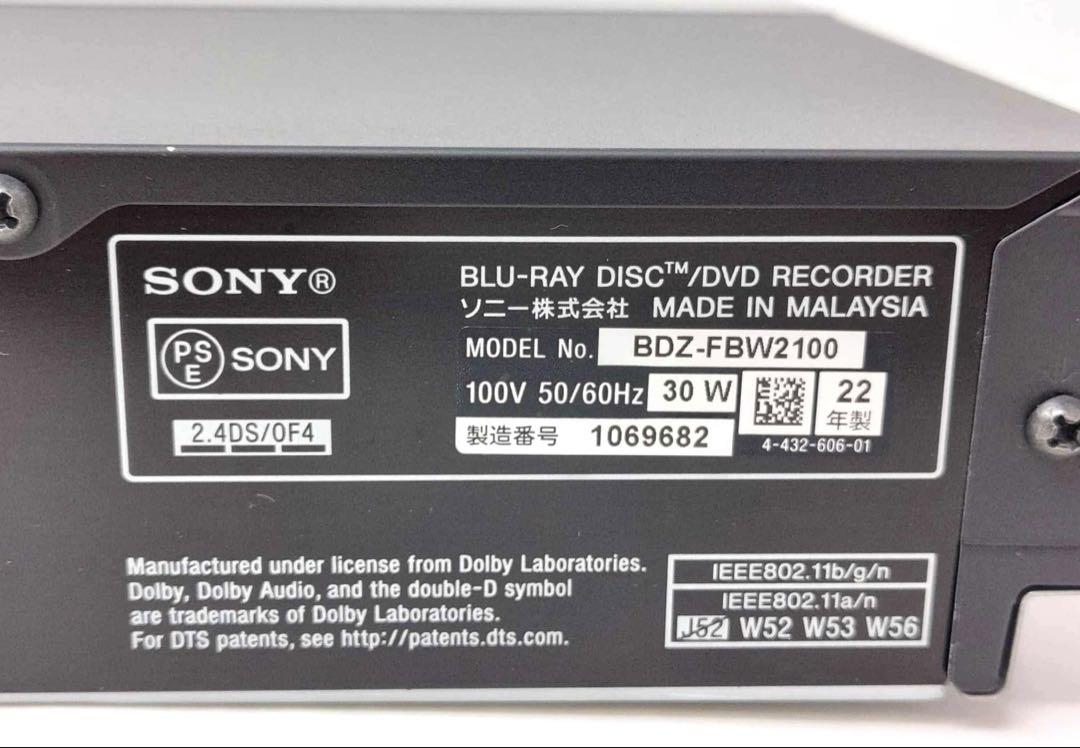 SONY®
PSE SONY
2.4DS/OF4
BLU-RAY DISC™/DVD RECORDER
ソニー株式会社 MADE IN MALAYSIA
MODEL No. BDZ-FBW2100
100V 50/60Hz 30 W
22
年製
製造番号 1069682
4-432-606-01
Manufactured under license from Dolby Laboratories.
Dolby, Dolby Audio, and the double-D symbol
are trademarks of Dolby Laboratories.
For DTS patents, see http://patents.dts.com.
IEEE802.11b/g/n
IEEE802.11a/n
J52 W52 W53 W56